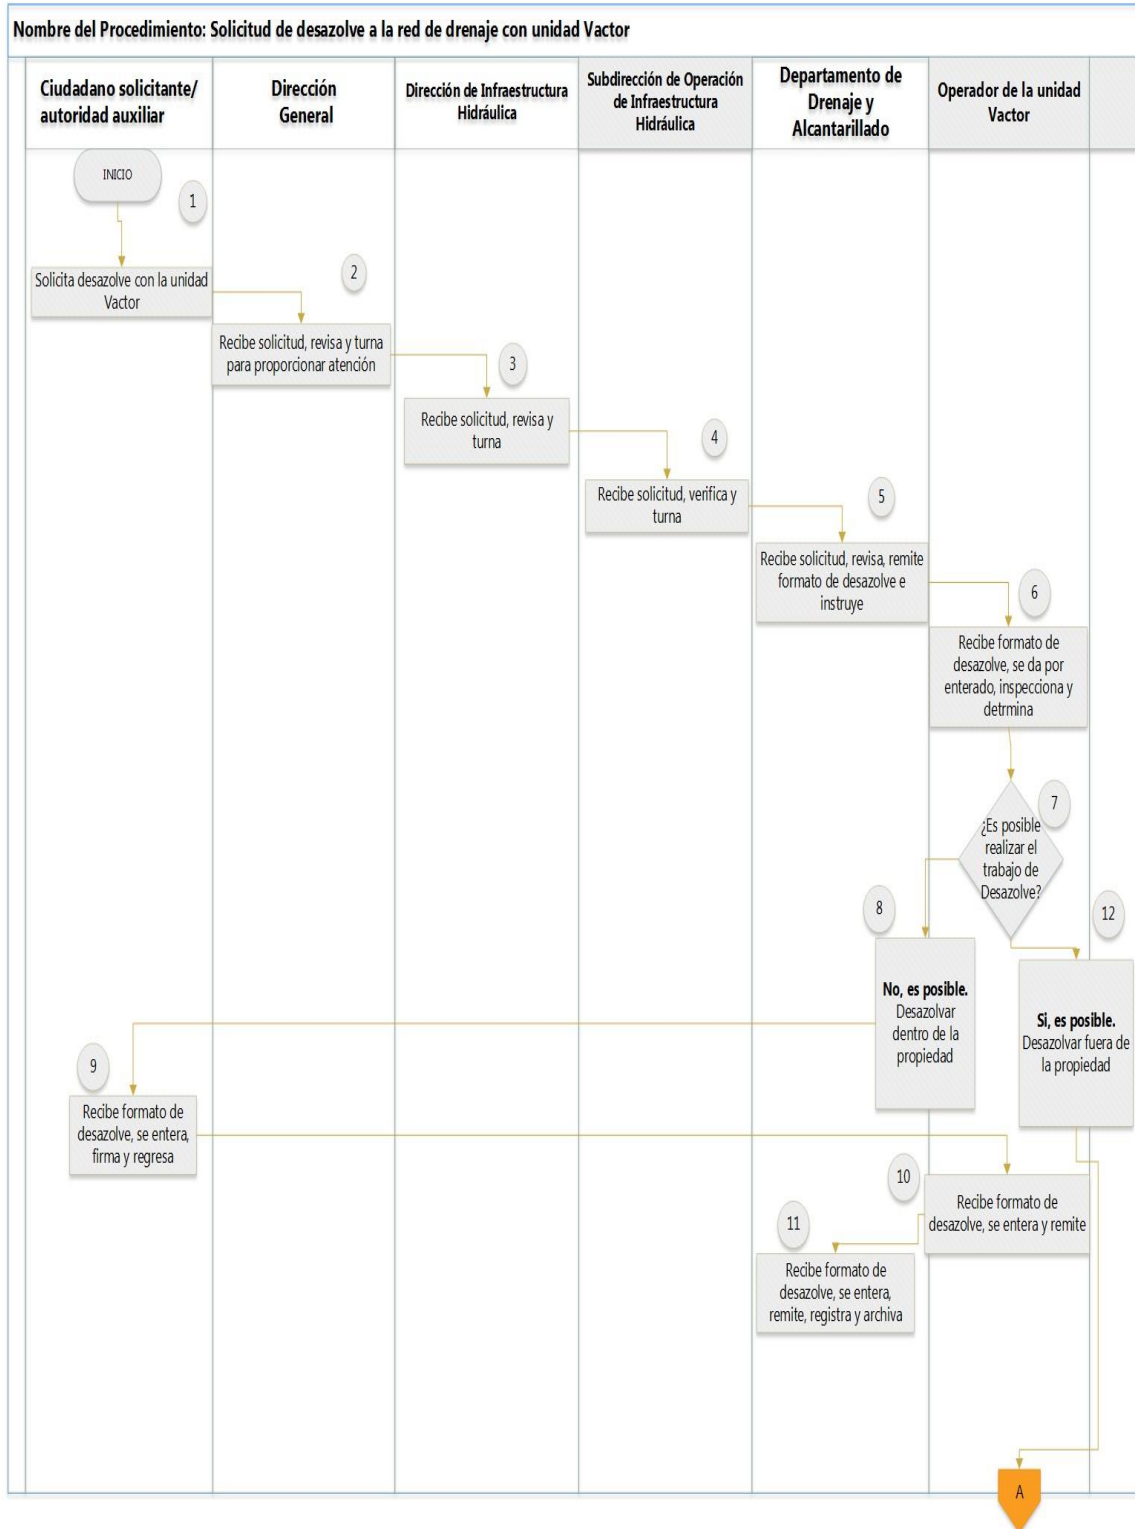 Nombre del Procedimiento: Solicitud de desazolve a la red de drenaje con unidad Vactor
Ciudadano solicitante/
autoridad auxiliar
Dirección
General
Dirección de Infraestructura
Hidráulica
Subdirección de Operación
de Infraestructura
Hidráulica
Departamento de
Drenaje y
Alcantarillado
Operador de la unidad
Vactor
INICIO
1
Solicita desazolve con la unidad
Vactor
2
Recibe solicitud, revisa y turna
para proporcionar atención
3
Recibe solicitud, revisa y
turna
4
Recibe solicitud, verifica y
turna
5
Recibe solicitud, revisa, remite
formato de desazolve e
instruye
6
Recibe formato de
desazolve, se da por
enterado, inspecciona y
detrmina
7
¿Es posible
realizar el
trabajo de
Desazolve?
8
No, es posible.
Desazolvar
dentro de la
propiedad
12
Si, es posible.
Desazolvar fuera de
la propiedad
9
Recibe formato de
desazolve, se entera,
firma y regresa
10
Recibe formato de
desazolve, se entera y remite
11
Recibe formato de
desazolve, se entera,
remite, registra y archiva
A